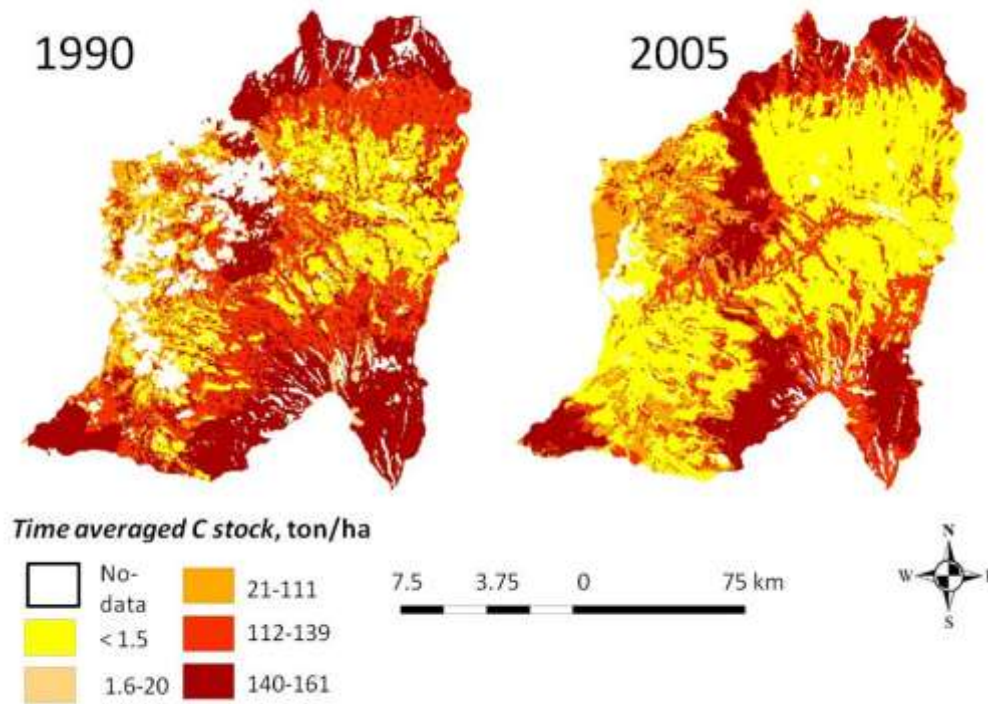 1990
2005
Time averaged C stock, ton/ha
No-
data
21-111
< 1.5
112-139
1.6-20
140-161
7.5 3.75 0 75 km
N
W
S